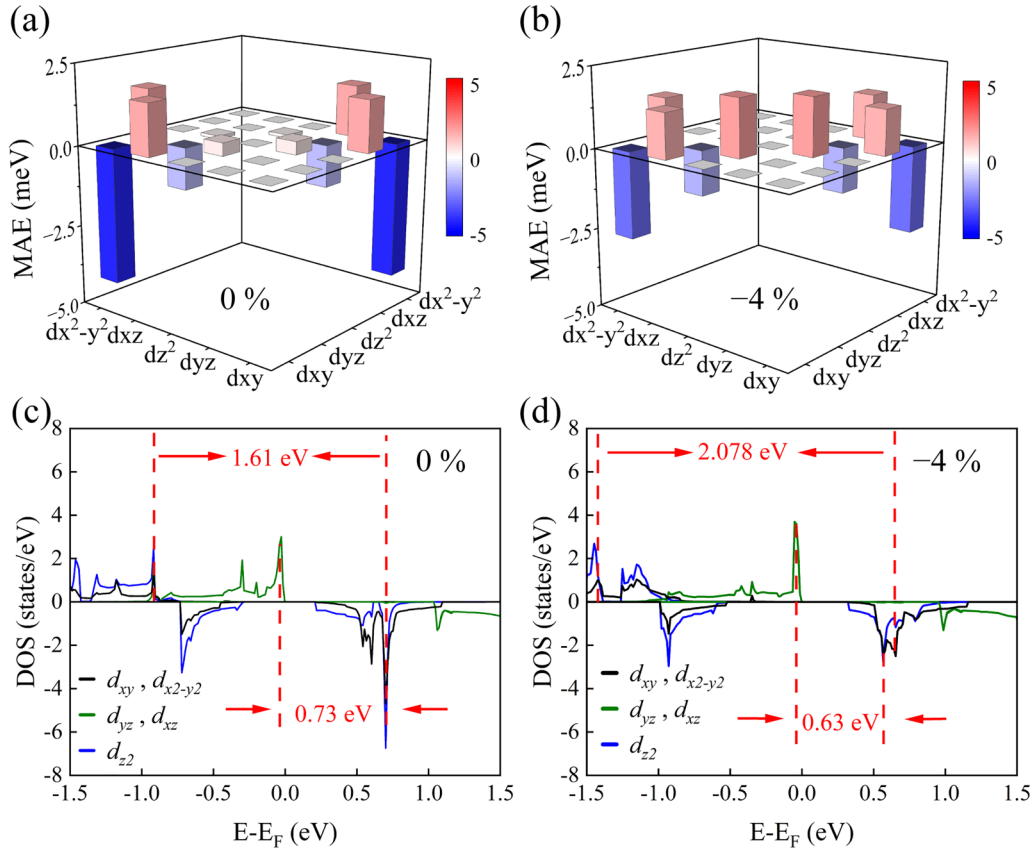 (a)
2.5
0.0
−2.5
−5.0
MAE (meV)
5
0
-5
0 %
dx²-y²
dxz
dz²
dyz
dxy
dxy
dyz
dz²
dxz
dx²-y²
(b)
2.5
0.0
−2.5
−5.0
MAE (meV)
5
0
-5
−4 %
dx²-y²
dxz
dz²
dyz
dxy
dxy
dyz
dz²
dxz
dx²-y²
(c)
8
6
4
2
0
-2
-4
-6
-8
DOS (states/eV)
1.61 eV
0 %
0.73 eV
dxy , dx2-y2
dyz , dxz
dz2
-1.5 -1.0 -0.5 0.0 0.5 1.0 1.5
E-EF (eV)
(d)
8
6
4
2
0
-2
-4
-6
-8
DOS (states/eV)
2.078 eV
−4 %
0.63 eV
dxy , dx2-y2
dyz , dxz
dz2
-1.5 -1.0 -0.5 0.0 0.5 1.0 1.5
E-EF (eV)